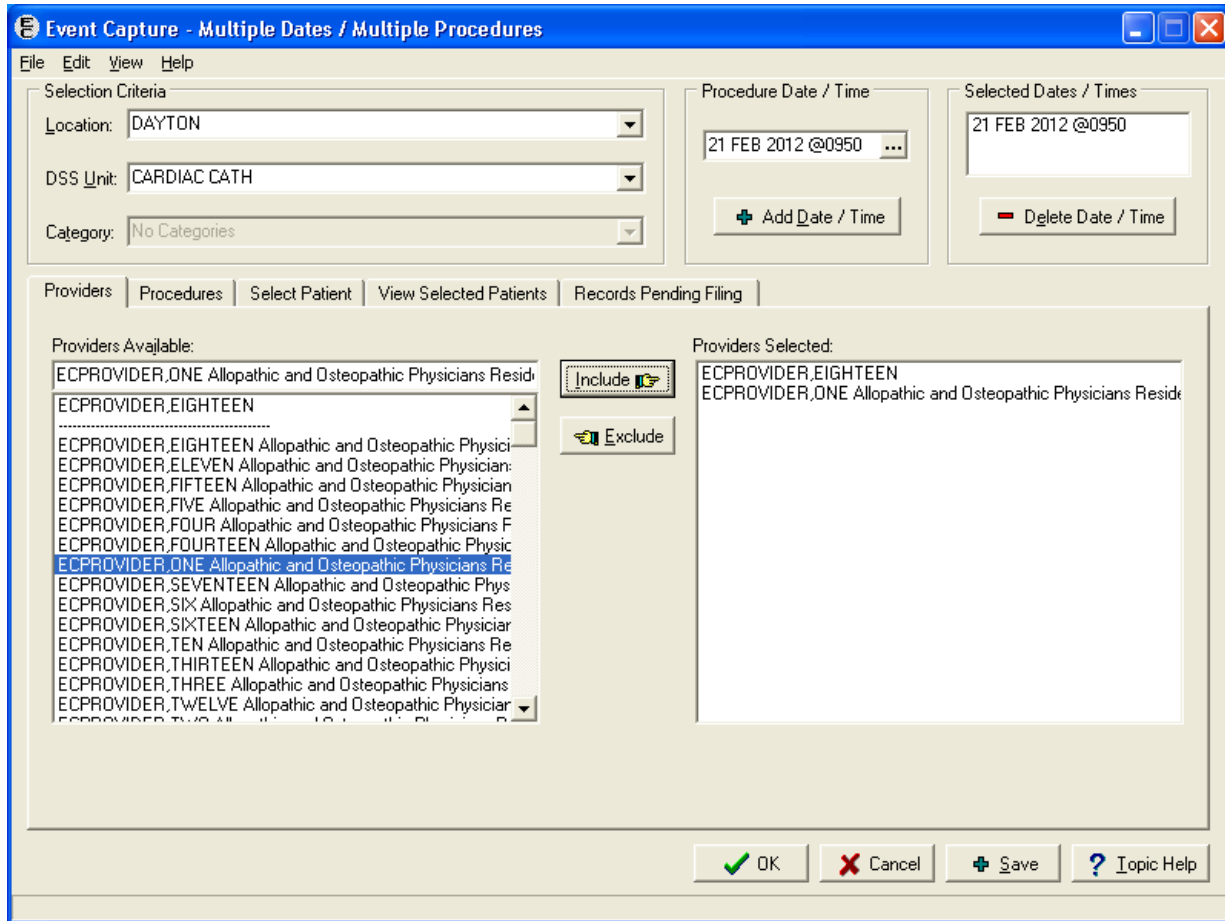 Event Capture - Multiple Dates / Multiple Procedures
File Edit View Help
Selection Criteria
Location: DAYTON
DSS Unit: CARDIAC CATH
Category: No Categories
Procedure Date / Time
21 FEB 2012 @0950 ...
Add Date / Time
Selected Dates / Times
21 FEB 2012 @0950
Delete Date / Time
Providers Procedures Select Patient View Selected Patients Records Pending Filing
Providers Available:
ECPROVIDER,ONE Allopathic and Osteopathic Physicians Resid
ECPROVIDER,EIGHTEEN
--------------------------------------------
ECPROVIDER,EIGHTEEN Allopathic and Osteopathic Physici
ECPROVIDER,ELEVEN Allopathic and Osteopathic Physician
ECPROVIDER,FIFTEEN Allopathic and Osteopathic Physician
ECPROVIDER,FIVE Allopathic and Osteopathic Physicians Re
ECPROVIDER,FOUR Allopathic and Osteopathic Physicians
ECPROVIDER,FOURTEEN Allopathic and Osteopathic Physic
ECPROVIDER,ONE Allopathic and Osteopathic Physicians Re
ECPROVIDER,SEVENTEEN Allopathic and Osteopathic Phys
ECPROVIDER,SIX Allopathic and Osteopathic Physicians Res
ECPROVIDER,SIXTEEN Allopathic and Osteopathic Physician
ECPROVIDER,TEN Allopathic and Osteopathic Physicians Re
ECPROVIDER,THIRTEEN Allopathic and Osteopathic Physici
ECPROVIDER,THREE Allopathic and Osteopathic Physicians
ECPROVIDER,TWELVE Allopathic and Osteopathic Physician
Include
Exclude
Providers Selected:
ECPROVIDER,EIGHTEEN
ECPROVIDER,ONE Allopathic and Osteopathic Physicians Reside
OK Cancel Save ? Topic Help